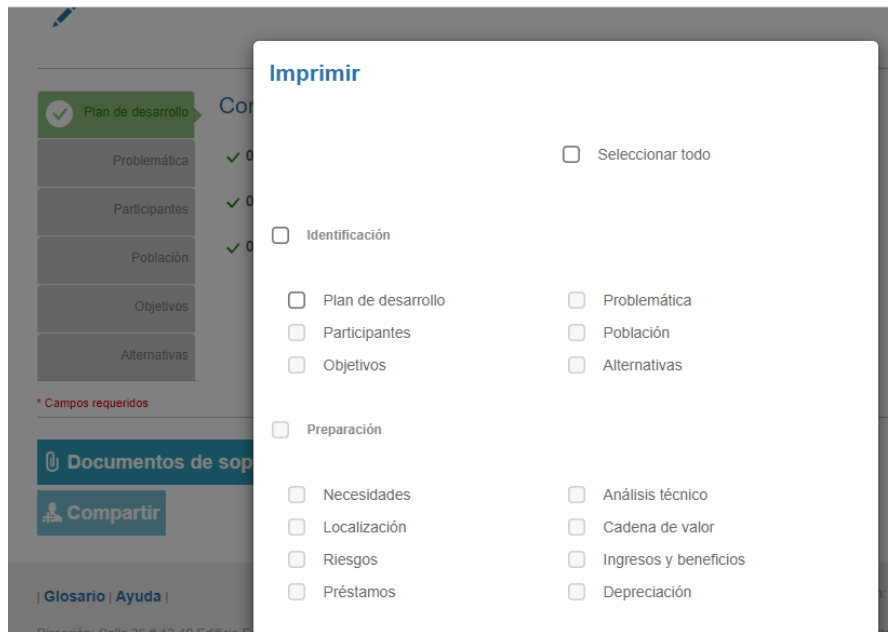 Imprimir
Plan de desarrollo
Seleccionar todo
Problemática
Participantes
Identificación
Población
Plan de desarrollo
Problemática
Objetivos
Participantes
Población
Alternativas
Objetivos
Alternativas
* Campos requeridos
Preparación
Documentos de sop
Necesidades
Análisis técnico
Compartir
Localización
Cadena de valor
Riesgos
Ingresos y beneficios
| Glosario | Ayuda |
Préstamos
Depreciación